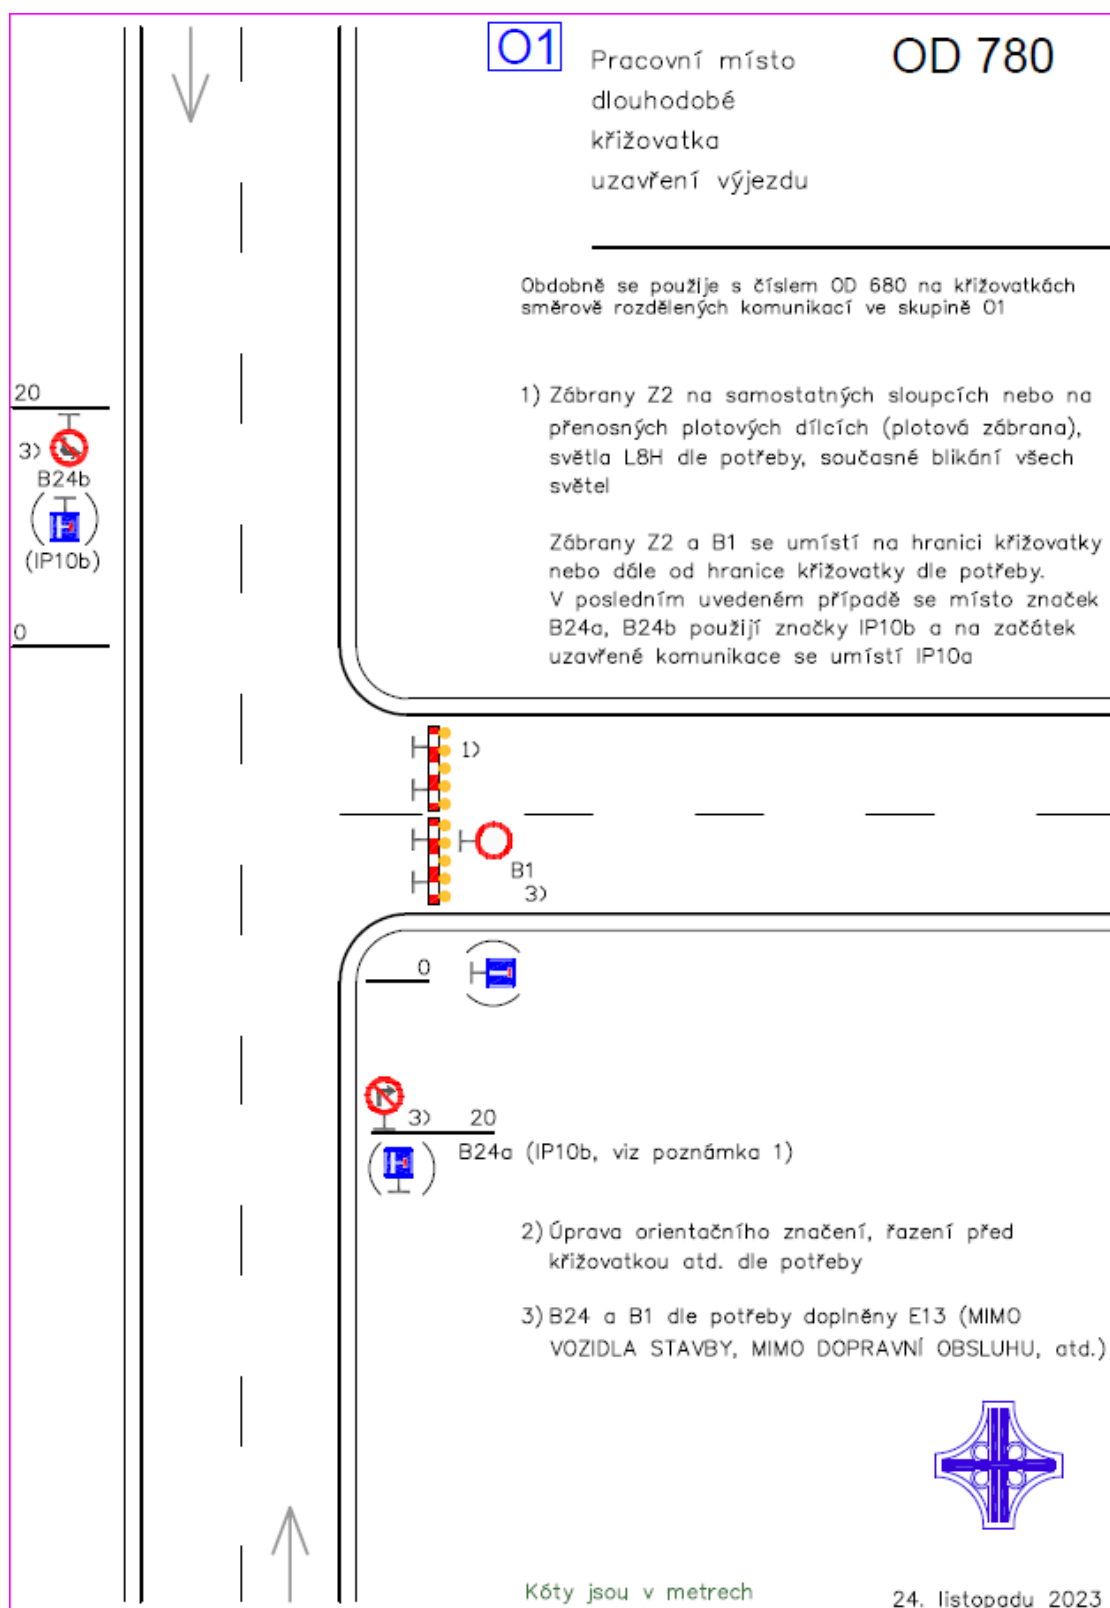 O1
OD 780
Pracovní místo
dlouhodobé
křižovatka
uzavření výjezdu
Obdobně se použije s číslem OD 680 na křižovatkách
směrově rozdělených komunikací ve skupině O1
20
3)
B24b
(IP10b)
0
1) Zábrany Z2 na samostatných sloupcích nebo na
přenosných plotových dílcích (plotová zábrana),
světla L8H dle potřeby, současné blikání všech
světel
Zábrany Z2 a B1 se umístí na hranici křižovatky
nebo dále od hranice křižovatky dle potřeby.
V posledním uvedeném případě se místo značek
B24a, B24b použijí značky IP10b a na začátek
uzavřené komunikace se umístí IP10a
1)
B1
3)
0
3) 20
B24a (IP10b, viz poznámka 1)
2) Úprava orientačního značení, řazení před
křižovatkou atd. dle potřeby
3) B24 a B1 dle potřeby doplněny E13 (MIMO
VOZIDLA STAVBY, MIMO DOPRAVNÍ OBSLUHU, atd.)
Kóty jsou v metrech
24. listopadu 2023